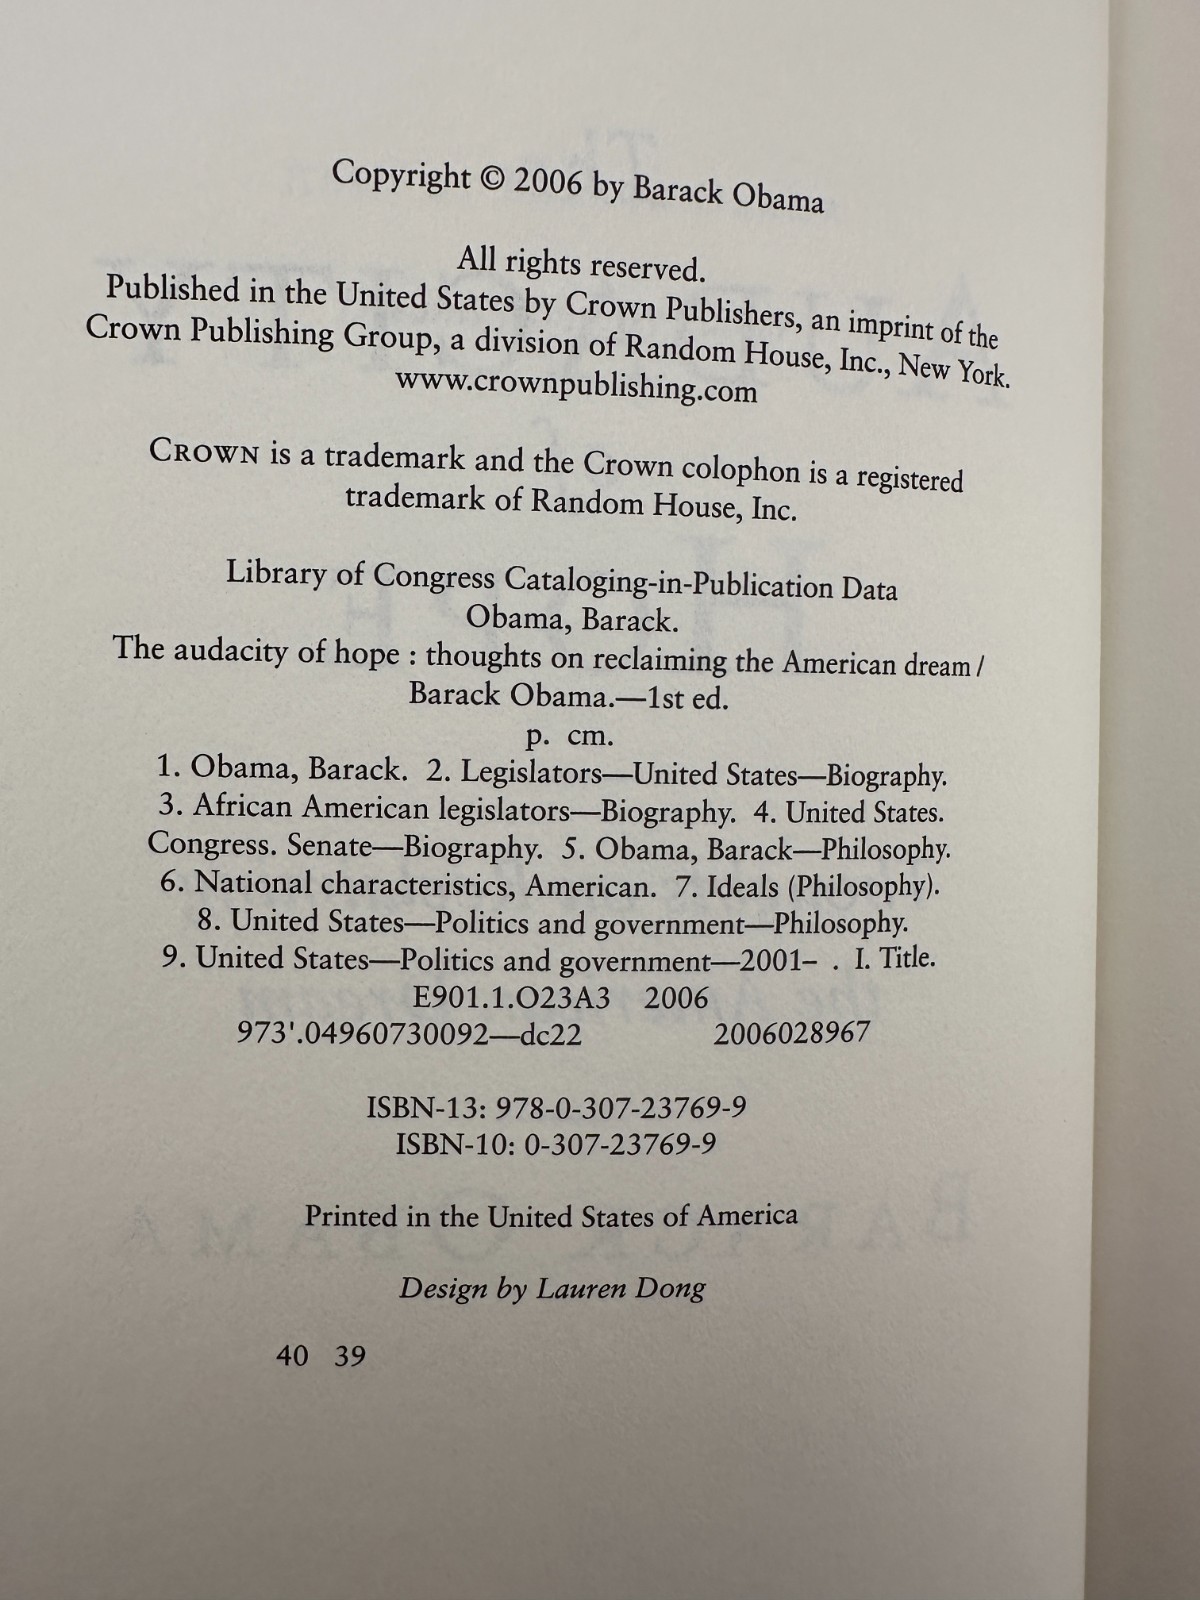 Copyright © 2006 by Barack Obama
All rights reserved.
Published in the United States by Crown Publishers, an imprint of the
Crown Publishing Group, a division of Random House, Inc., New York.
www.crownpublishing.com
CROWN is a trademark and the Crown colophon is a registered
trademark of Random House, Inc.
Library of Congress Cataloging-in-Publication Data
Obama, Barack.
The audacity of hope : thoughts on reclaiming the American dream /
Barack Obama.—1st ed.
p. cm.
1. Obama, Barack. 2. Legislators—United States—Biography.
3. African American legislators—Biography. 4. United States.
Congress. Senate—Biography. 5. Obama, Barack—Philosophy.
6. National characteristics, American. 7. Ideals (Philosophy).
8. United States—Politics and government—Philosophy.
9. United States—Politics and government—2001– . I. Title.
E901.1.O23A3 2006
973'.04960730092—dc22 2006028967
ISBN-13: 978-0-307-23769-9
ISBN-10: 0-307-23769-9
Printed in the United States of America
Design by Lauren Dong
40 39